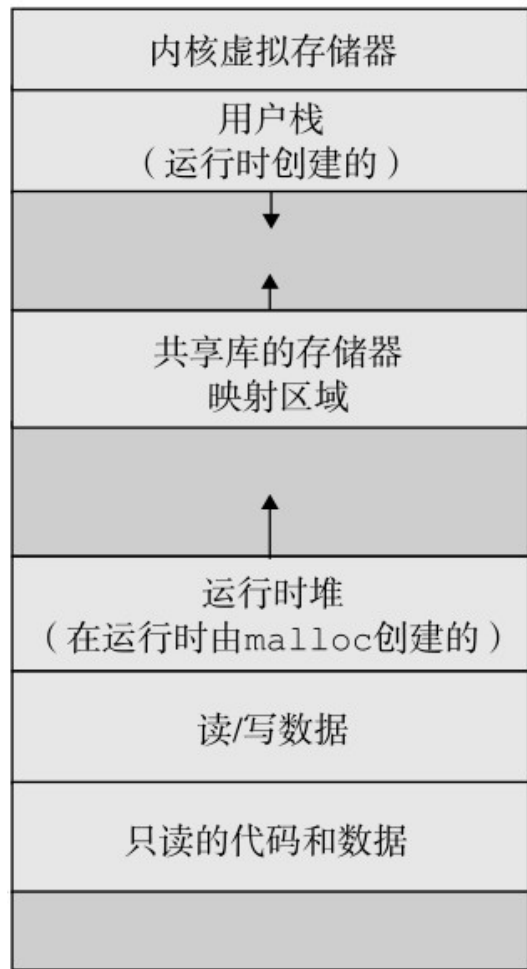 内核虚拟存储器
用户栈
（运行时创建的）
共享库的存储器
映射区域
运行时堆
（在运行时由malloc创建的）
读/写数据
只读的代码和数据